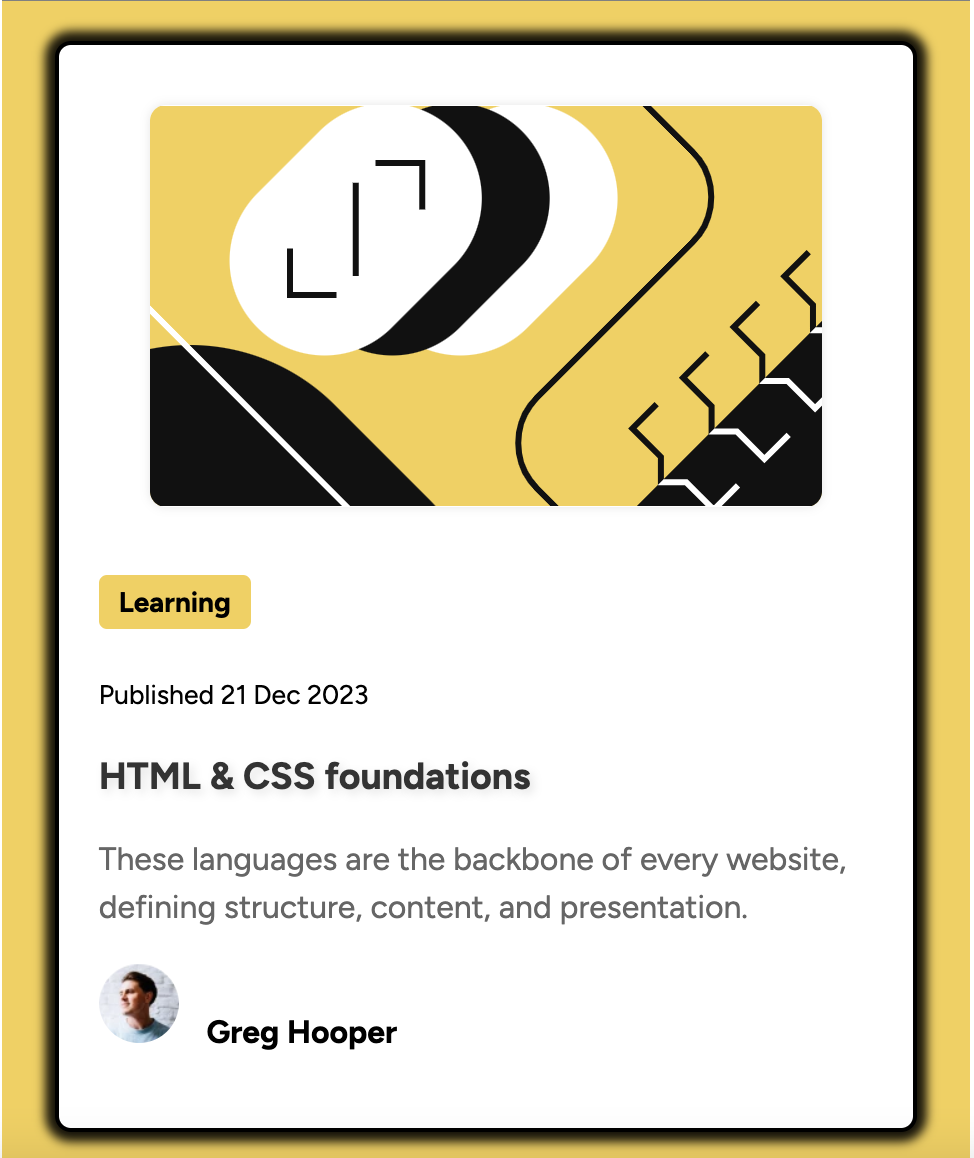 Learning
Published 21 Dec 2023
HTML & CSS foundations
These languages are the backbone of every website,
defining structure, content, and presentation.
Greg Hooper